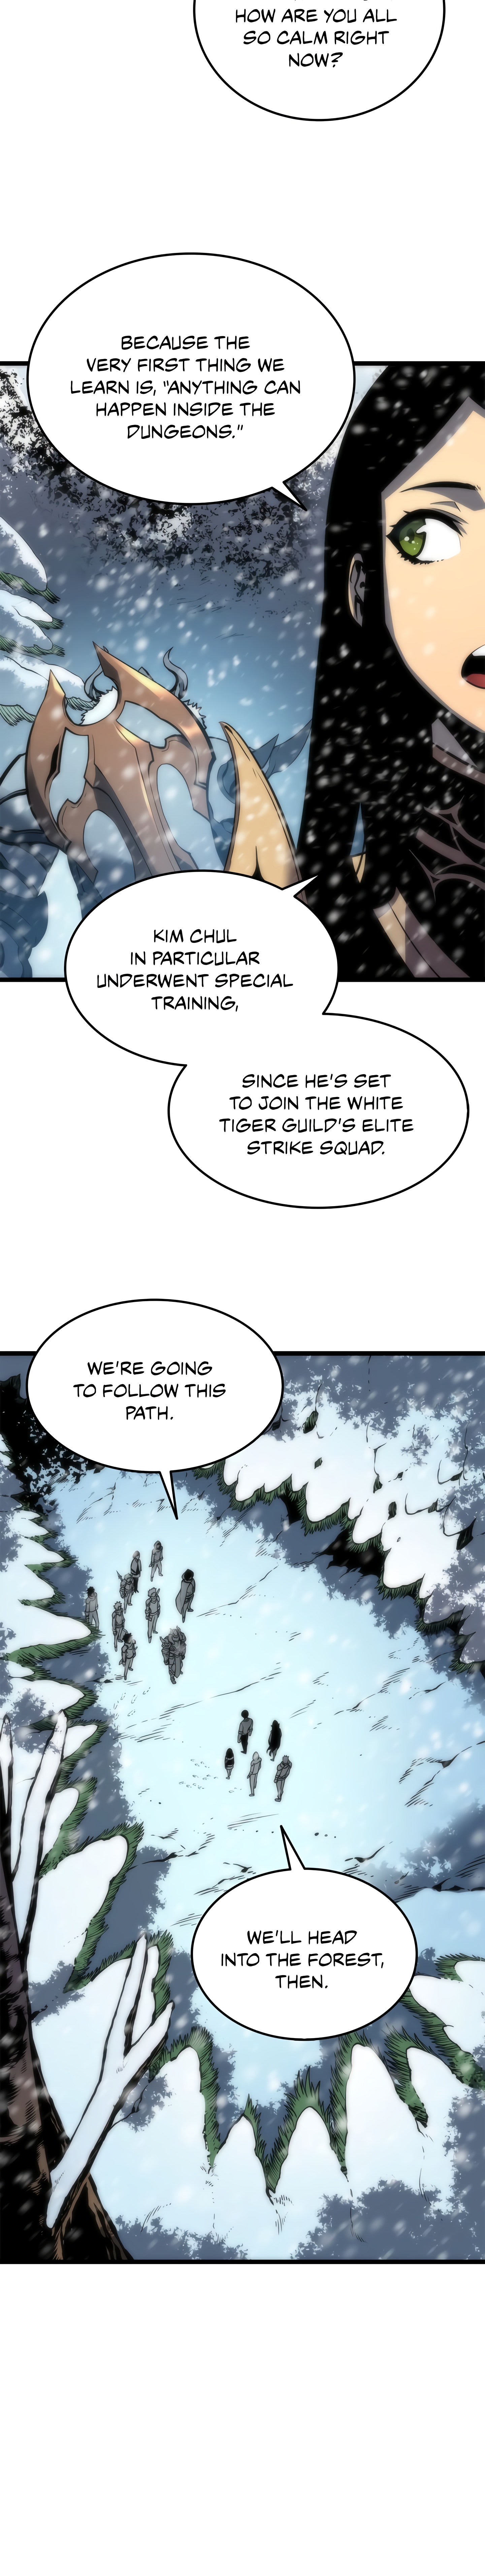 HOW ARE YOU ALL
SO CALM RIGHT
NOW?
BECAUSE THE
VERY FIRST THING WE
LEARN IS, "ANYTHING CAN
HAPPEN INSIDE THE
DUNGEONS."
KIM CHUL
IN PARTICULAR
UNDERWENT SPECIAL
TRAINING,
SINCE HE'S SET
TO JOIN THE WHITE
TIGER GUILD'S ELITE
STRIKE SQUAD.
WE'RE GOING
TO FOLLOW THIS
PATH.
WE'LL HEAD
INTO THE FOREST,
THEN.